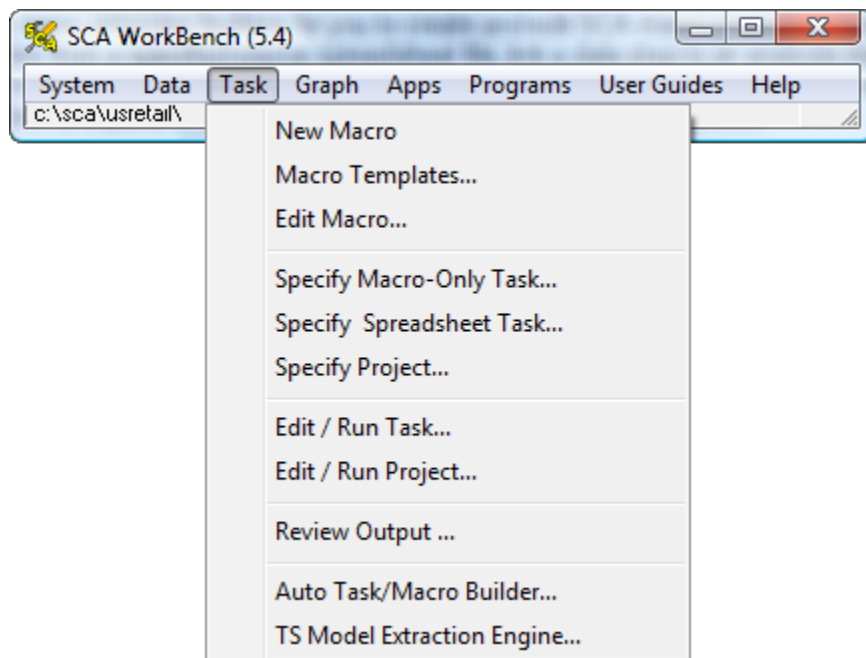 SCA WorkBench (5.4)
System Data Task Graph Apps Programs User Guides Help
c:\sca\usretail\
New Macro
Macro Templates...
Edit Macro...
Specify Macro-Only Task...
Specify  Spreadsheet Task...
Specify Project...
Edit / Run Task...
Edit / Run Project...
Review Output ...
Auto Task/Macro Builder...
TS Model Extraction Engine...